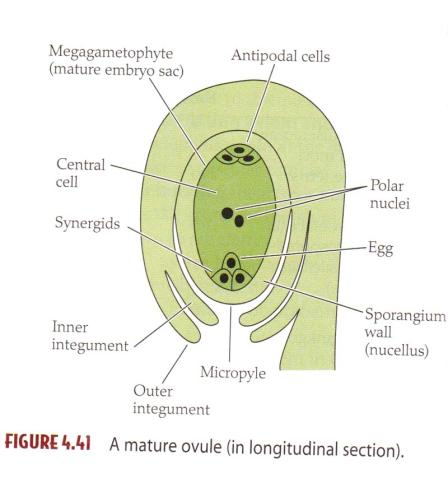 Megagametophyte
(mature embryo sac)
Antipodal cells
Central
cell
Polar
nuclei
Synergids
Egg
Inner
integument
Sporangium
wall
(nucellus)
Micropyle
Outer
integument
FIGURE 4.41 A mature ovule (in longitudinal section).